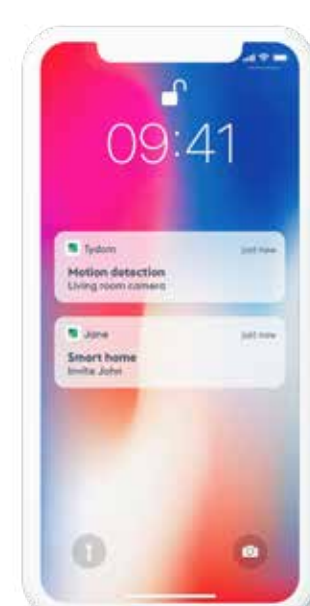 09:41
Tydom just now
Motion detection
Living room camera
Jane just now
Smart home
Invite John